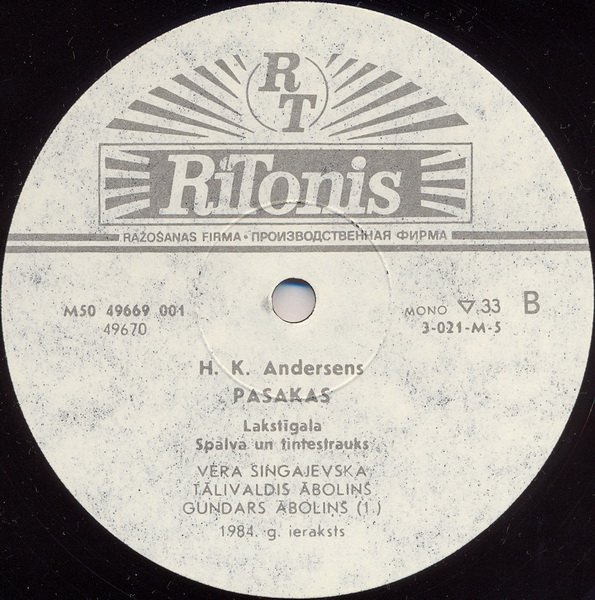 RT
RiTonis
RAŽOŠANAS FIRMA • ПРОИЗВОДСТВЕННАЯ ФИРМА
M50 49669 001
49670
MONO ▽ 33 B
3-021-M-5
H. K. Andersens
PASAKAS
Lakstīgala
Spalva un tintestrauks
VĒRA SINGAJEVSKA
TĀLIVALDIS ĀBOLIŅŠ
GUNDARS ĀBOLIŅŠ (1.)
1984. g. ieraksts